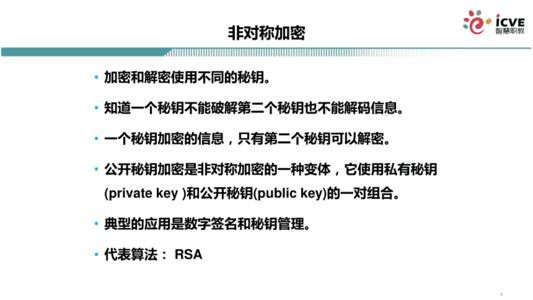 非对称加密
icve
智慧职教
• 加密和解密使用不同的秘钥。
• 知道一个秘钥不能破解第二个秘钥也不能解码信息。
• 一个秘钥加密的信息，只有第二个秘钥可以解密。
• 公开秘钥加密是非对称加密的一种变体，它使用私有秘钥
(private key )和公开秘钥(public key)的一对组合。
• 典型的应用是数字签名和秘钥管理。
• 代表算法： RSA